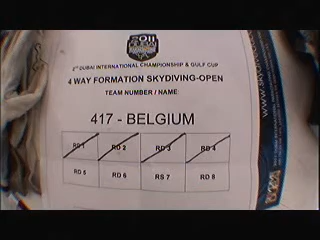 2011
2nd DUBAI INTERNATIONAL CHAMPIONSHIP & GULF CUP
4 WAY FORMATION SKYDIVING-OPEN
TEAM NUMBER / NAME:
417 - BELGIUM
RD 1 RD 2 RD 3 RD 4
RD 5 RD 6 RS 7 RD 8